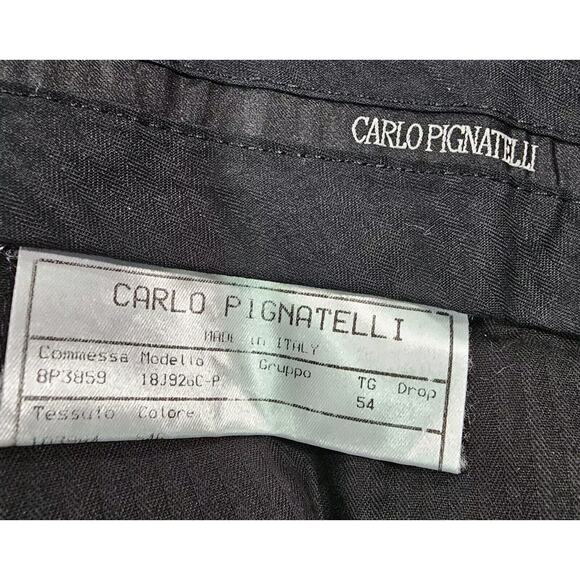 CARLO PIGNATELLI
CARLO PIGNATELLI
MADE in ITALY
Commessa Modello Gruppo TG Drop
8P3859 18J926C-P 54
Tessuto Colore